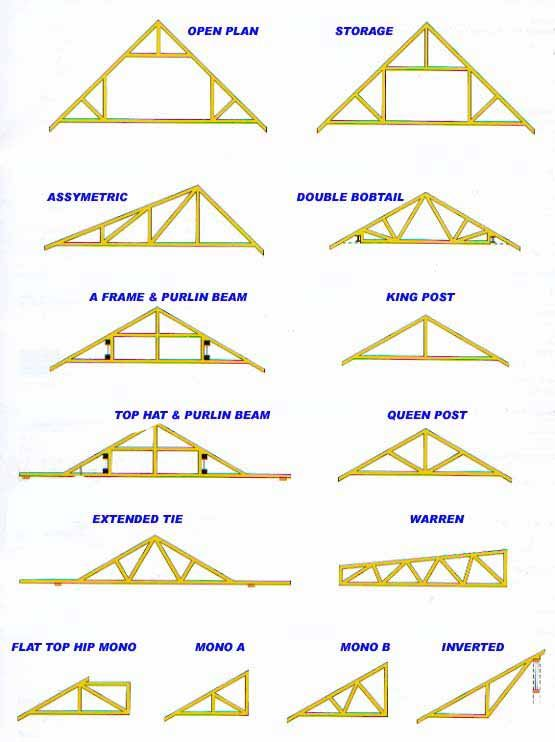 OPEN PLAN
STORAGE
ASSYMETRIC
DOUBLE BOBTAIL
A FRAME & PURLIN BEAM
KING POST
TOP HAT & PURLIN BEAM
QUEEN POST
EXTENDED TIE
WARREN
FLAT TOP HIP MONO
MONO A
MONO B
INVERTED